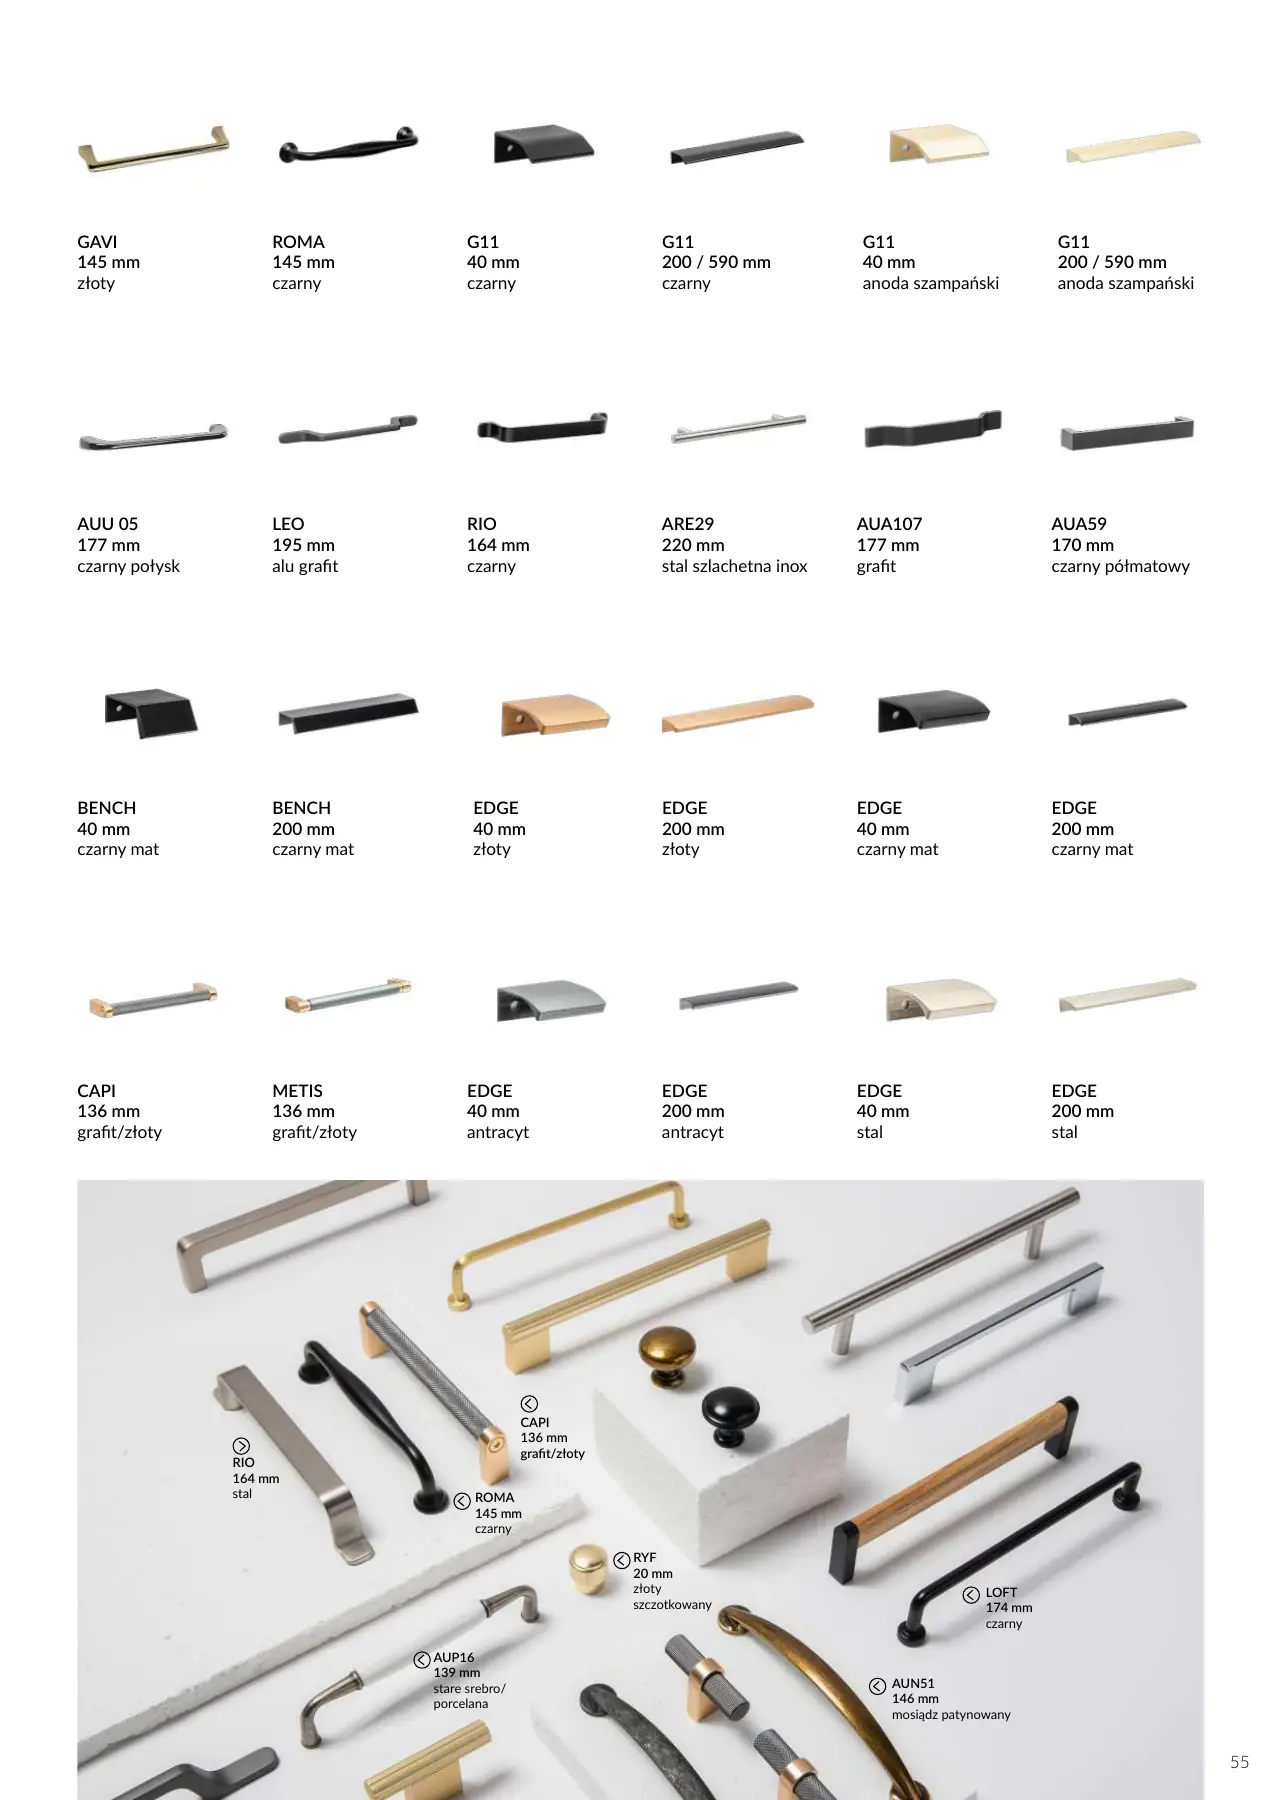 GAVI
145 mm
złoty
ROMA
145 mm
czarny
G11
40 mm
czarny
G11
200 / 590 mm
czarny
G11
40 mm
anoda szampański
G11
200 / 590 mm
anoda szampański
AUU 05
177 mm
czarny połysk
LEO
195 mm
alu grafit
RIO
164 mm
czarny
ARE29
220 mm
stal szlachetna inox
AUA107
177 mm
grafit
AUA59
170 mm
czarny półmatowy
BENCH
40 mm
czarny mat
BENCH
200 mm
czarny mat
EDGE
40 mm
złoty
EDGE
200 mm
złoty
EDGE
40 mm
czarny mat
EDGE
200 mm
czarny mat
CAPI
136 mm
grafit/złoty
METIS
136 mm
grafit/złoty
EDGE
40 mm
antracyt
EDGE
200 mm
antracyt
EDGE
40 mm
stal
EDGE
200 mm
stal
CAPI
136 mm
grafit/złoty
RIO
164 mm
stal
ROMA
145 mm
czarny
RYF
20 mm
złoty
szczotkowany
LOFT
174 mm
czarny
AUP16
139 mm
stare srebro/
porcelana
AUN51
146 mm
mosiądz patynowany
55